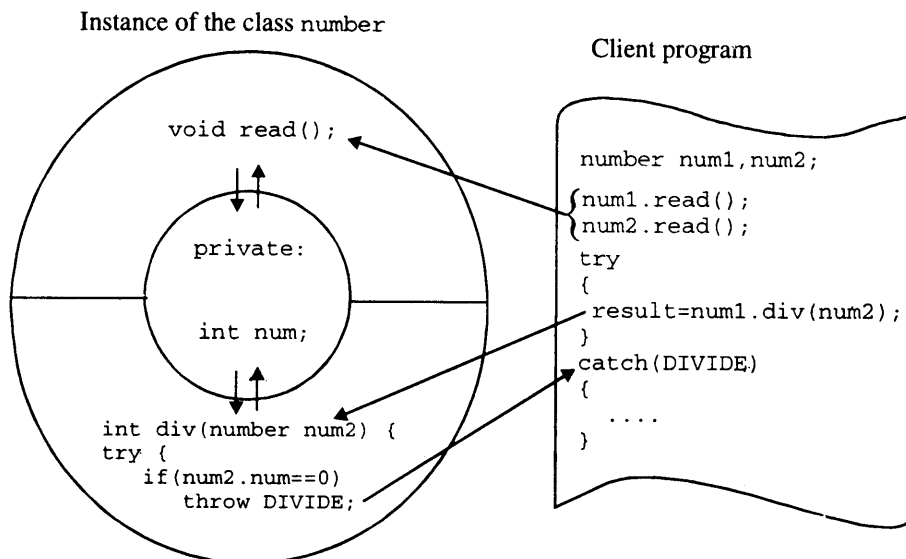 Instance of the class number
void read();
private:
int num;
int div(number num2) {
try {
if(num2.num==0)
throw DIVIDE;
Client program
number num1,num2;
num1.read();
num2.read();
try
{
result=num1.div(num2);
}
catch(DIVIDE)
{
....
}